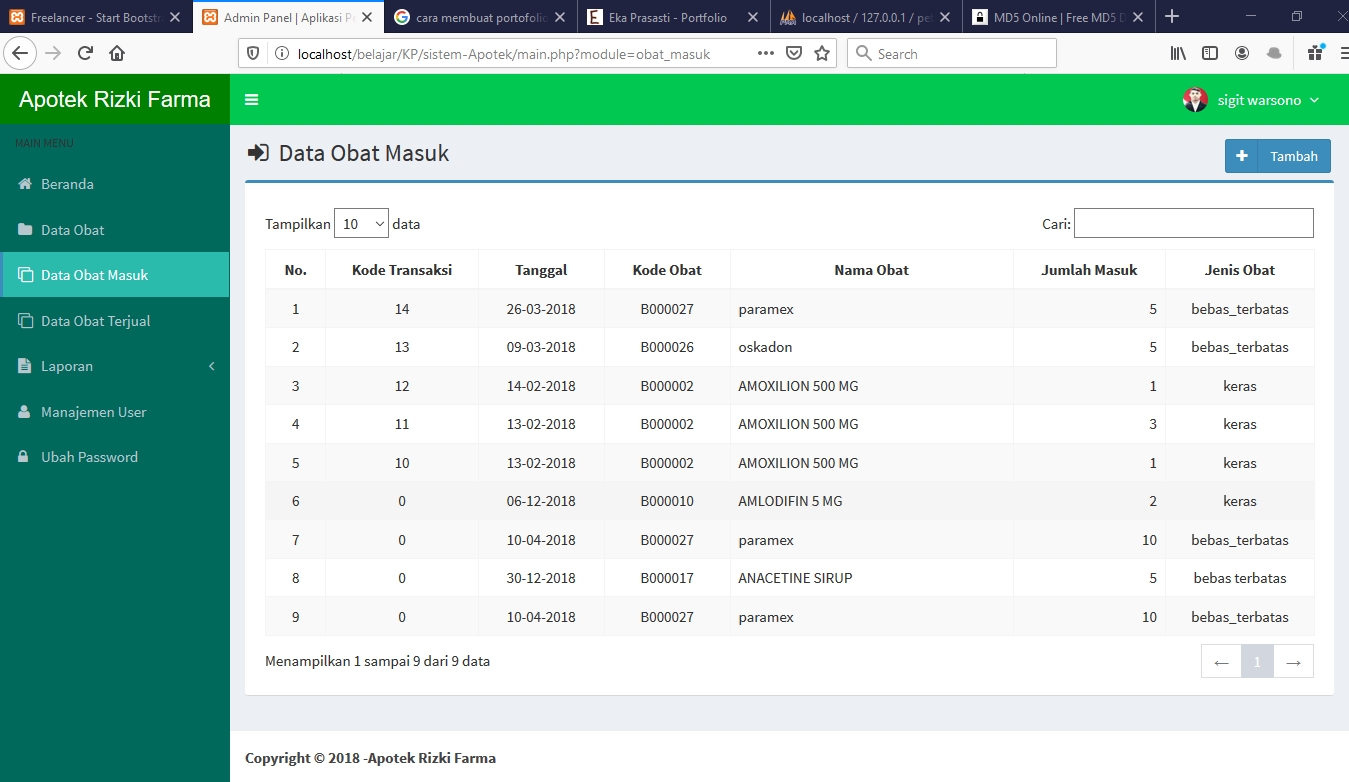 Freelancer - Start Bootstr
Admin Panel | Aplikasi P
cara membuat portofolio
Eka Prasasti - Portfolio
localhost / 127.0.0.1 / pe
MD5 Online | Free MD5 D
localhost/belajar/KP/sistem-Apotek/main.php?module=obat_masuk
Search
Apotek Rizki Farma
sigit warsono
MAIN MENU
Beranda
Data Obat
Data Obat Masuk
Data Obat Terjual
Laporan
Manajemen User
Ubah Password
Data Obat Masuk
Tambah
Tampilkan 10 data
Cari:
No. Kode Transaksi Tanggal Kode Obat Nama Obat Jumlah Masuk Jenis Obat
1 14 26-03-2018 B000027 paramex 5 bebas_terbatas
2 13 09-03-2018 B000026 oskadon 5 bebas_terbatas
3 12 14-02-2018 B000002 AMOXILION 500 MG 1 keras
4 11 13-02-2018 B000002 AMOXILION 500 MG 3 keras
5 10 13-02-2018 B000002 AMOXILION 500 MG 1 keras
6 0 06-12-2018 B000010 AMLODIFIN 5 MG 2 keras
7 0 10-04-2018 B000027 paramex 10 bebas_terbatas
8 0 30-12-2018 B000017 ANACETINE SIRUP 5 bebas terbatas
9 0 10-04-2018 B000027 paramex 10 bebas_terbatas
Menampilkan 1 sampai 9 dari 9 data
← 1 →
Copyright © 2018 -Apotek Rizki Farma